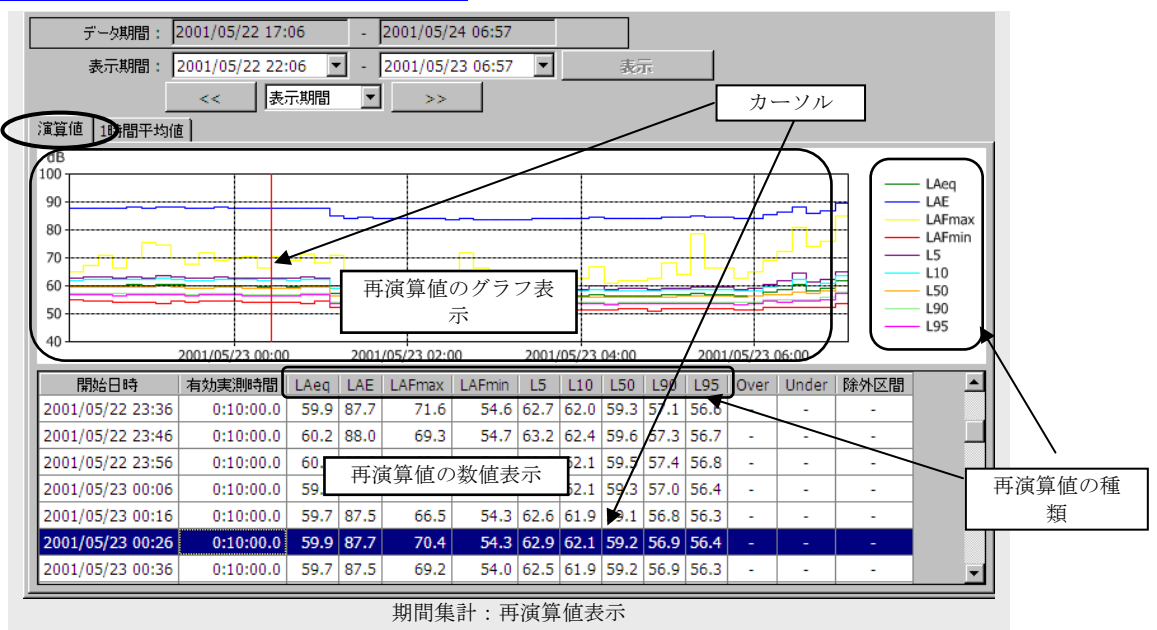 データ期間： 2001/05/22 17:06 - 2001/05/24 06:57
表示期間： 2001/05/22 22:06 - 2001/05/23 06:57 表示
<< 表示期間 >>
カーソル
演算値 1時間平均値
dB
100
90
80
70
60
50
40
2001/05/23 00:00 2001/05/23 02:00 2001/05/23 04:00 2001/05/23 06:00
LAeq
LAE
LAFmax
LAFmin
L5
L10
L50
L90
L95
再演算値のグラフ表
示
開始日時 有効実測時間 LAeq LAE LAFmax LAFmin L5 L10 L50 L90 L95 Over Under 除外区間
2001/05/22 23:36 0:10:00.0 59.9 87.7 71.6 54.6 62.7 62.0 59.3 57.1 56.6 - - -
2001/05/22 23:46 0:10:00.0 60.2 88.0 69.3 54.7 63.2 62.4 59.6 57.3 56.7 - - -
2001/05/22 23:56 0:10:00.0 60. 62.1 59.5 57.4 56.8 - - -
2001/05/23 00:06 0:10:00.0 59. 62.1 59.3 57.0 56.4 - - -
2001/05/23 00:16 0:10:00.0 59.7 87.5 66.5 54.3 62.6 61.9 59.1 56.8 56.3 - - -
2001/05/23 00:26 0:10:00.0 59.9 87.7 70.4 54.3 62.9 62.1 59.2 56.9 56.4 - - -
2001/05/23 00:36 0:10:00.0 59.7 87.5 69.2 54.0 62.5 61.9 59.2 56.9 56.3 - - -
再演算値の数値表示
再演算値の種
類
期間集計：再演算値表示